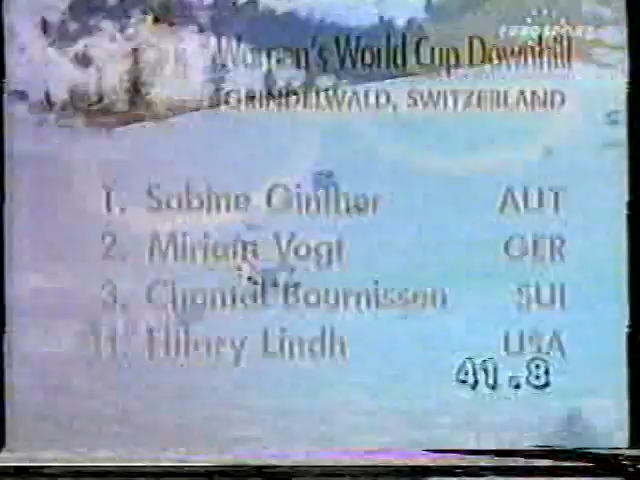 Women's World Cup Downhill
GRINDELWALD, SWITZERLAND
1. Sabine Ginther AUT
2. Miriam Vogt GER
3. Chantal Bournissen SUI
11. Hilary Lindh USA
41.8